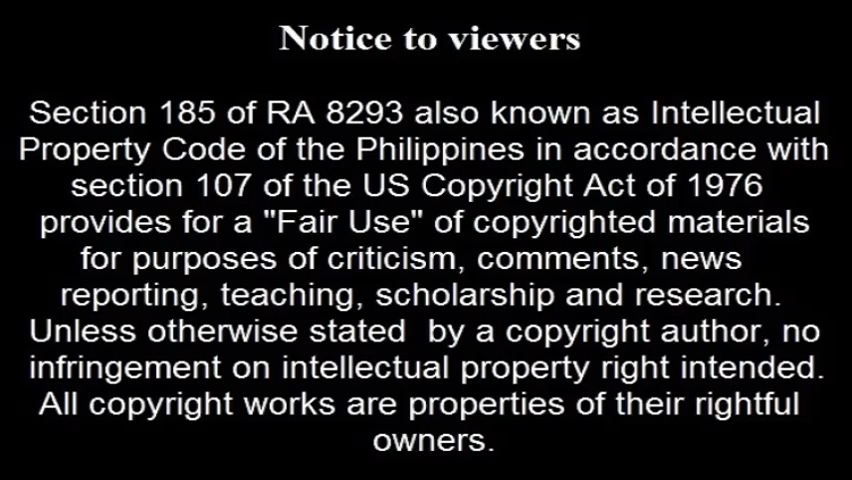 Notice to viewers
Section 185 of RA 8293 also known as Intellectual
Property Code of the Philippines in accordance with
section 107 of the US Copyright Act of 1976
provides for a "Fair Use" of copyrighted materials
for purposes of criticism, comments, news
reporting, teaching, scholarship and research.
Unless otherwise stated  by a copyright author, no
infringement on intellectual property right intended.
All copyright works are properties of their rightful
owners.